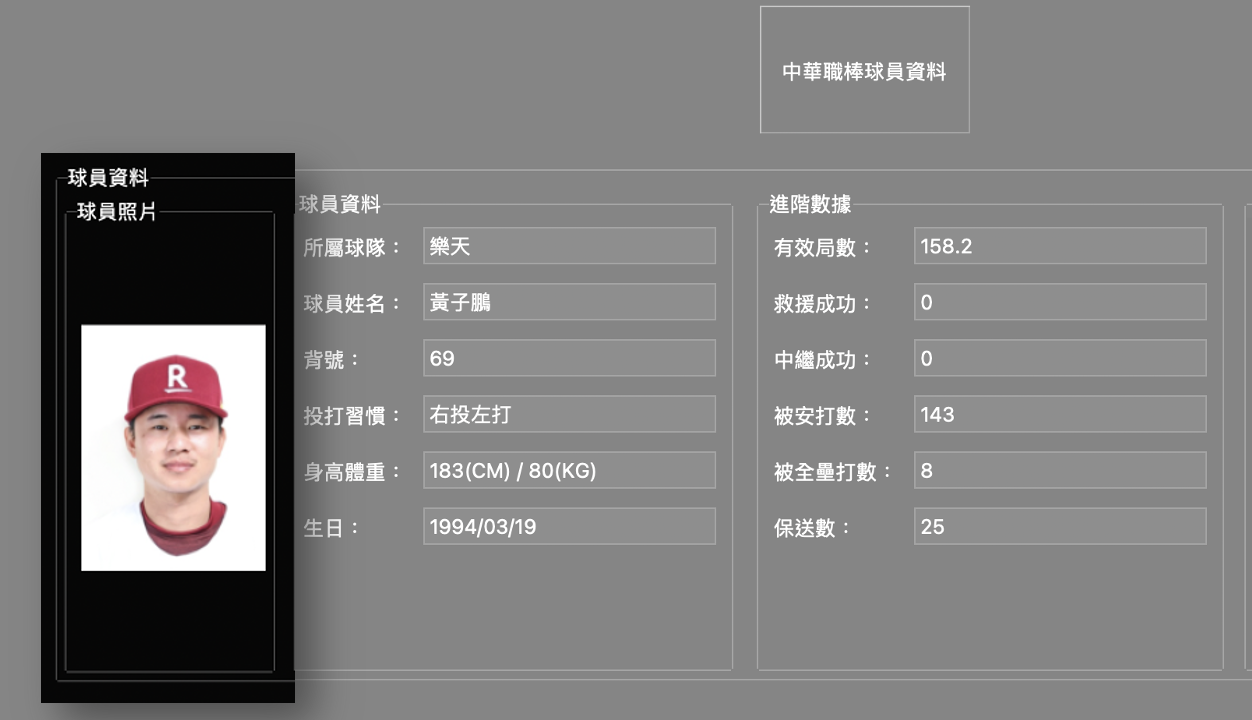 中華職棒球員資料
球員資料
球員照片
R
球員資料
所屬球隊：樂天
球員姓名：黃子鵬
背號：69
投打習慣：右投左打
身高體重：183(CM) / 80(KG)
生日：1994/03/19
進階數據
有效局數：158.2
救援成功：0
中繼成功：0
被安打數：143
被全壘打數：8
保送數：25